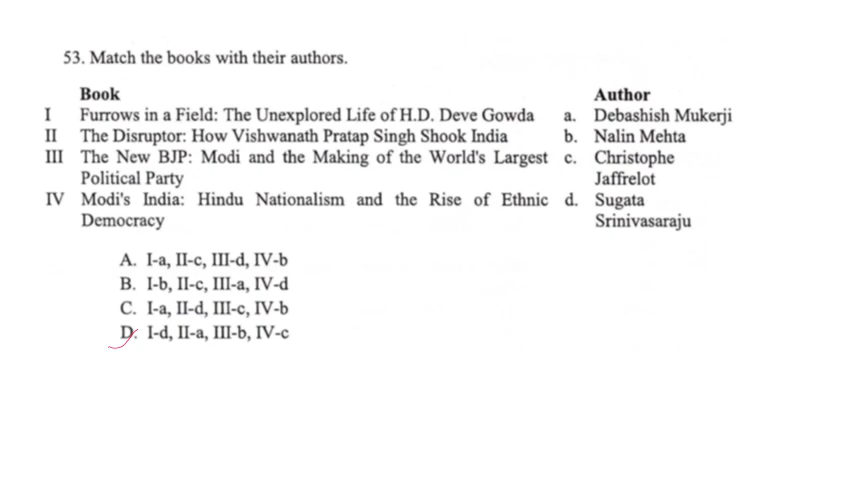 53. Match the books with their authors.
Book Author
I Furrows in a Field: The Unexplored Life of H.D. Deve Gowda a. Debashish Mukerji
II The Disruptor: How Vishwanath Pratap Singh Shook India b. Nalin Mehta
III The New BJP: Modi and the Making of the World's Largest c. Christophe
Political Party Jaffrelot
IV Modi's India: Hindu Nationalism and the Rise of Ethnic d. Sugata
Democracy Srinivasaraju
A. I-a, II-c, III-d, IV-b
B. I-b, II-c, III-a, IV-d
C. I-a, II-d, III-c, IV-b
D. I-d, II-a, III-b, IV-c